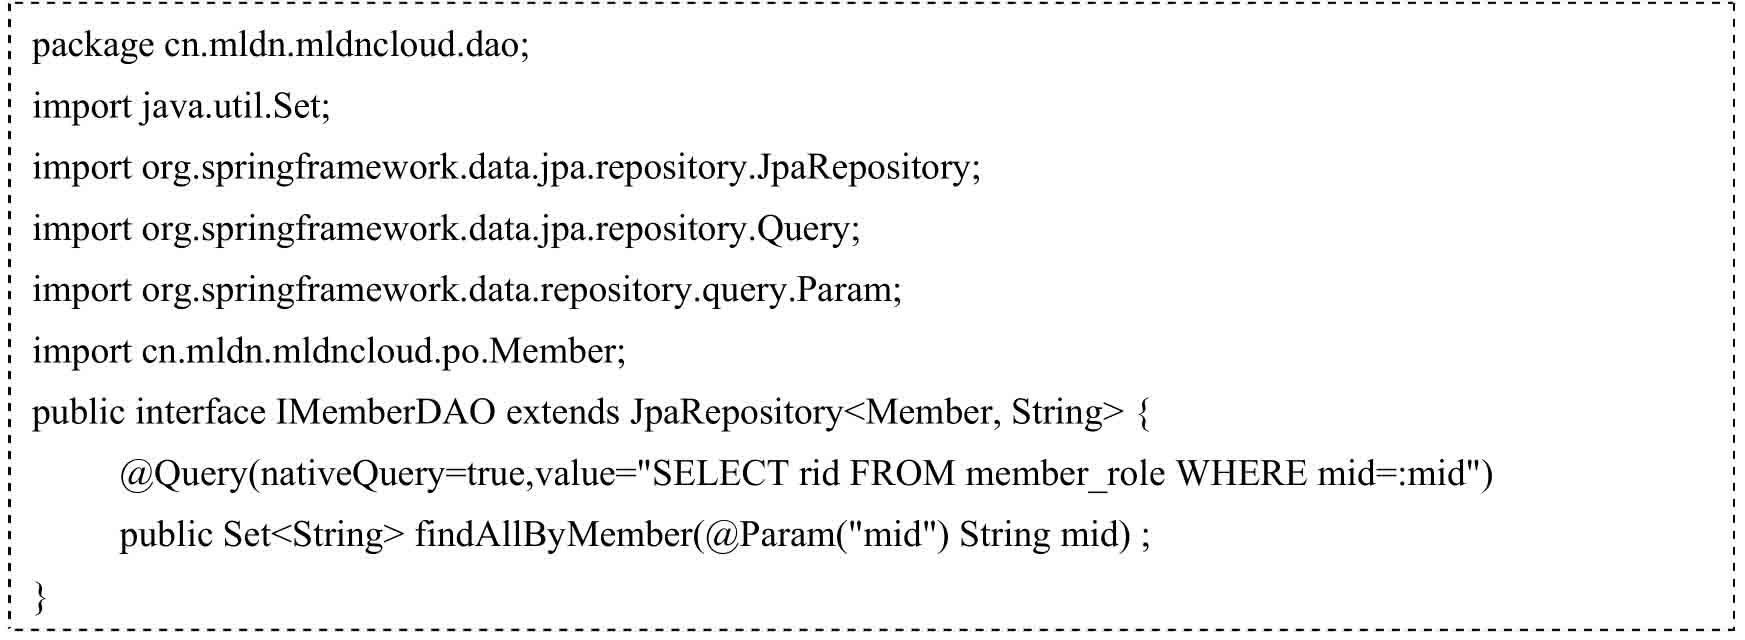 package cn.mldn.mldncloud.dao;
import java.util.Set;
import org.springframework.data.jpa.repository.JpaRepository;
import org.springframework.data.jpa.repository.Query;
import org.springframework.data.repository.query.Param;
import cn.mldn.mldncloud.po.Member;
public interface IMemberDAO extends JpaRepository<Member, String> {
@Query(nativeQuery=true,value="SELECT rid FROM member_role WHERE mid=:mid")
public Set<String> findAllByMember(@Param("mid") String mid) ;
}